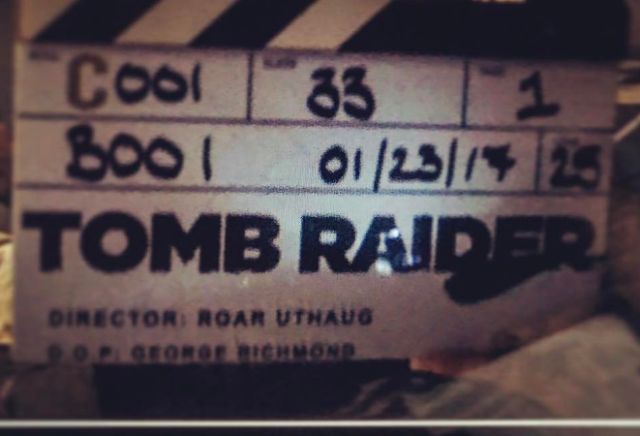 C001 33 1
B001 01/23/17 25
TOMB RAIDER
DIRECTOR: ROAR UTHAUG
D.O.P: GEORGE RICHMOND